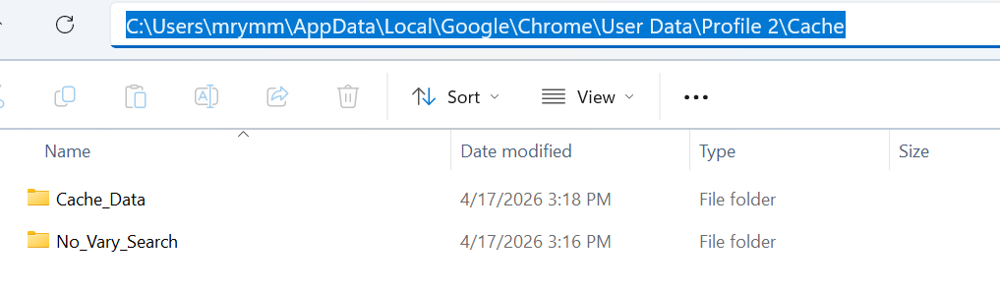 C:\Users\mrymm\AppData\Local\Google\Chrome\User Data\Profile 2\Cache
Sort View
Name Date modified Type Size
Cache_Data 4/17/2026 3:18 PM File folder
No_Vary_Search 4/17/2026 3:16 PM File folder